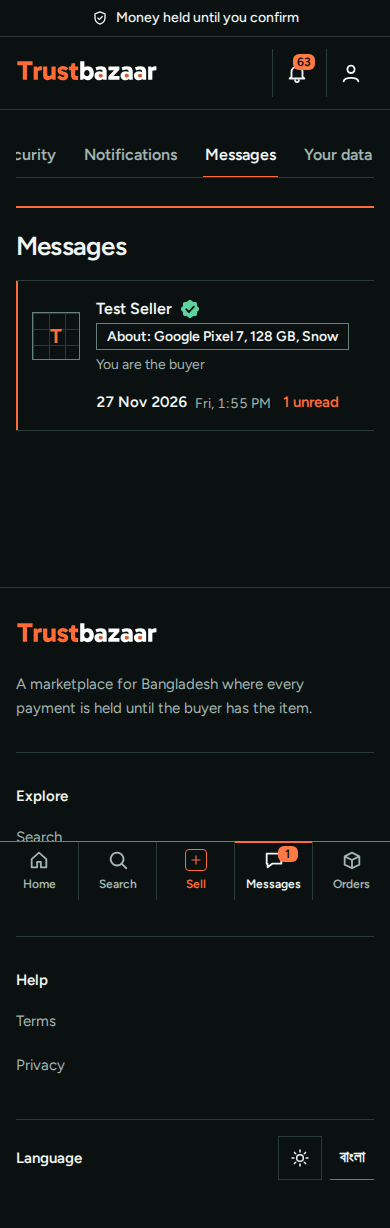 Money held until you confirm
Trustbazaar
63
curity Notifications Messages Your data
Messages
T
Test Seller
About: Google Pixel 7, 128 GB, Snow
You are the buyer
27 Nov 2026 Fri, 1:55 PM 1 unread
Trustbazaar
A marketplace for Bangladesh where every
payment is held until the buyer has the item.
Explore
Search
1
Home Search Sell Messages Orders
Help
Terms
Privacy
Language
বাংলা